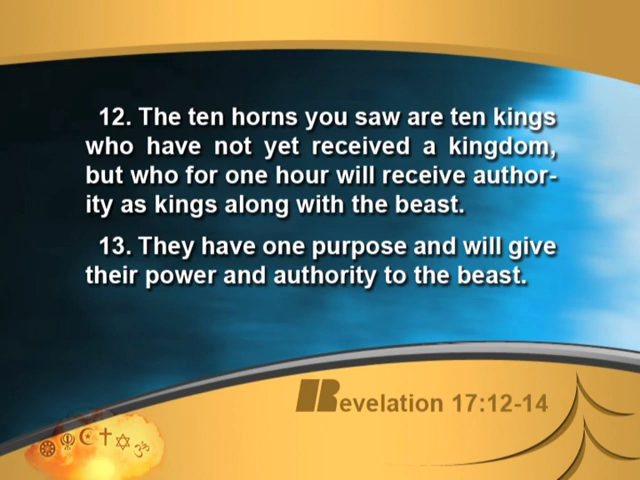 12. The ten horns you saw are ten kings
who have not yet received a kingdom,
but who for one hour will receive author-
ity as kings along with the beast.
13. They have one purpose and will give
their power and authority to the beast.
Revelation 17:12-14